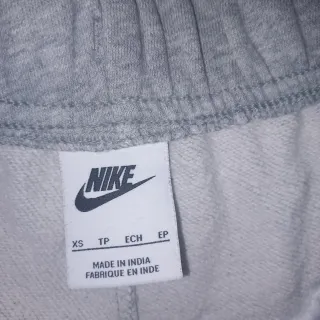 NIKE
XS TP ECH EP
MADE IN INDIA
FABRIQUE EN INDE